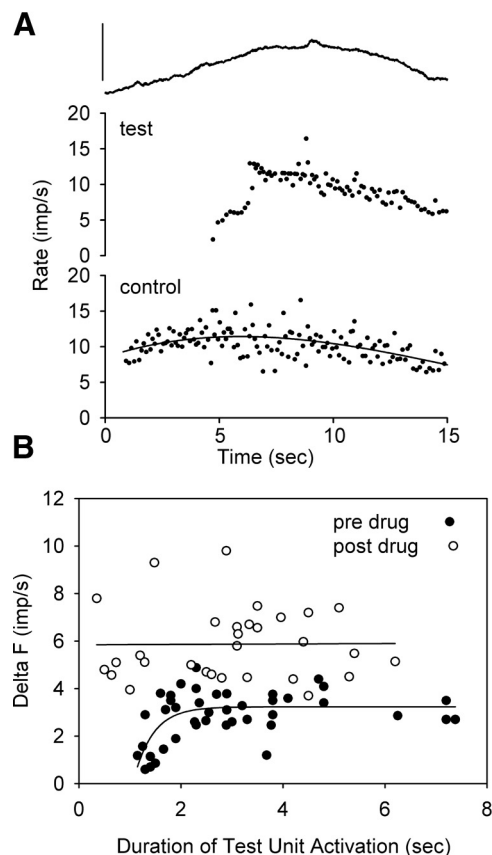 A
20
test
15
10
5
0
Rate (imp/s)
20
control
15
10
5
0
0 5 10 15
Time (sec)
B
12
pre drug
post drug
10
8
6
4
2
0
Delta F (imp/s)
0 2 4 6 8
Duration of Test Unit Activation (sec)